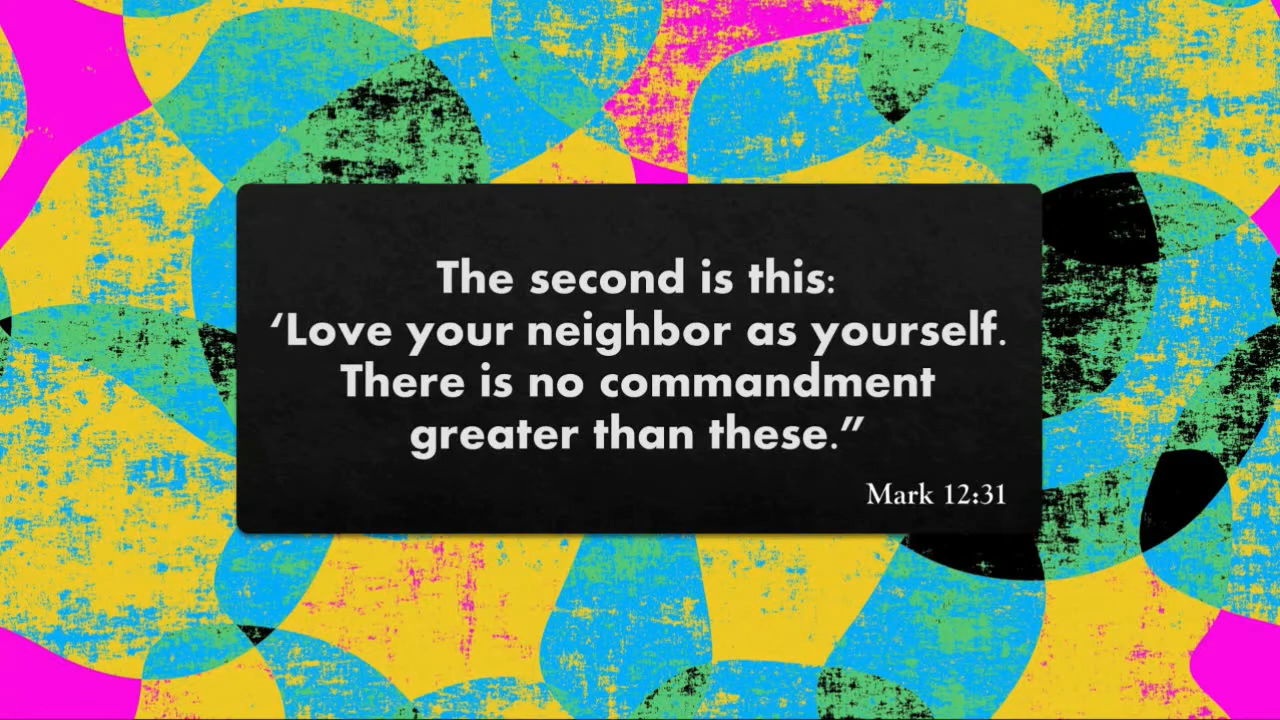 The second is this:
‘Love your neighbor as yourself.
There is no commandment
greater than these.”
Mark 12:31